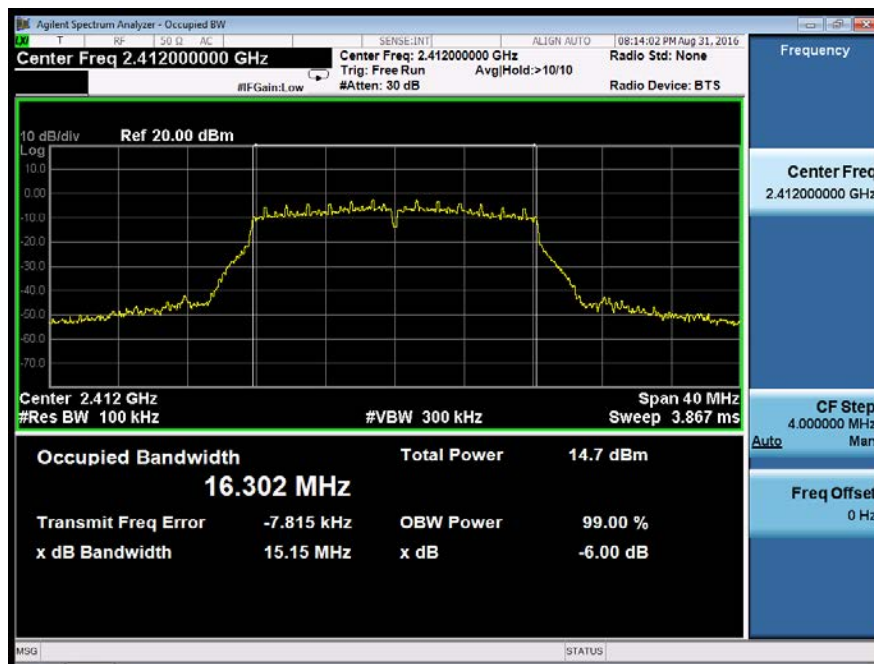 Agilent Spectrum Analyzer - Occupied BW
LXI T RF 50 Ω AC SENSE:INT ALIGN AUTO 08:14:02 PM Aug 31, 2016
Center Freq 2.412000000 GHz
Center Freq: 2.412000000 GHz
Radio Std: None
Trig: Free Run Avg|Hold:>10/10
#IFGain:Low
#Atten: 30 dB
Radio Device: BTS
10 dB/div Ref 20.00 dBm
Log
10.0
0.00
-10.0
-20.0
-30.0
-40.0
-50.0
-60.0
-70.0
Center 2.412 GHz Span 40 MHz
#Res BW 100 kHz #VBW 300 kHz Sweep 3.867 ms
Occupied Bandwidth Total Power 14.7 dBm
16.302 MHz
Transmit Freq Error -7.815 kHz OBW Power 99.00 %
x dB Bandwidth 15.15 MHz x dB -6.00 dB
MSG STATUS
Frequency
Center Freq
2.412000000 GHz
CF Step
4.000000 MHz
Auto Man
Freq Offset
0 Hz